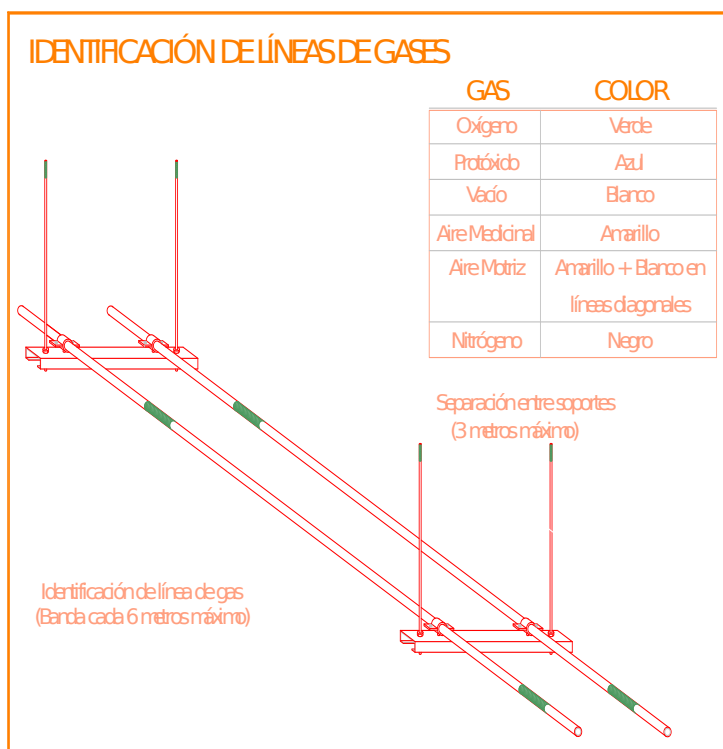 IDENTIFICACIÓN DE LÍNEAS DE GASES
GAS COLOR
Oxígeno Verde
Protóxido Azul
Vacío Blanco
Aire Medicinal Amarillo
Aire Motriz Amarillo + Blanco en
líneas diagonales
Nitrógeno Negro
Separación entre soportes
(3 metros máximo)
Identificación de línea de gas
(Banda cada 6 metros máximo)